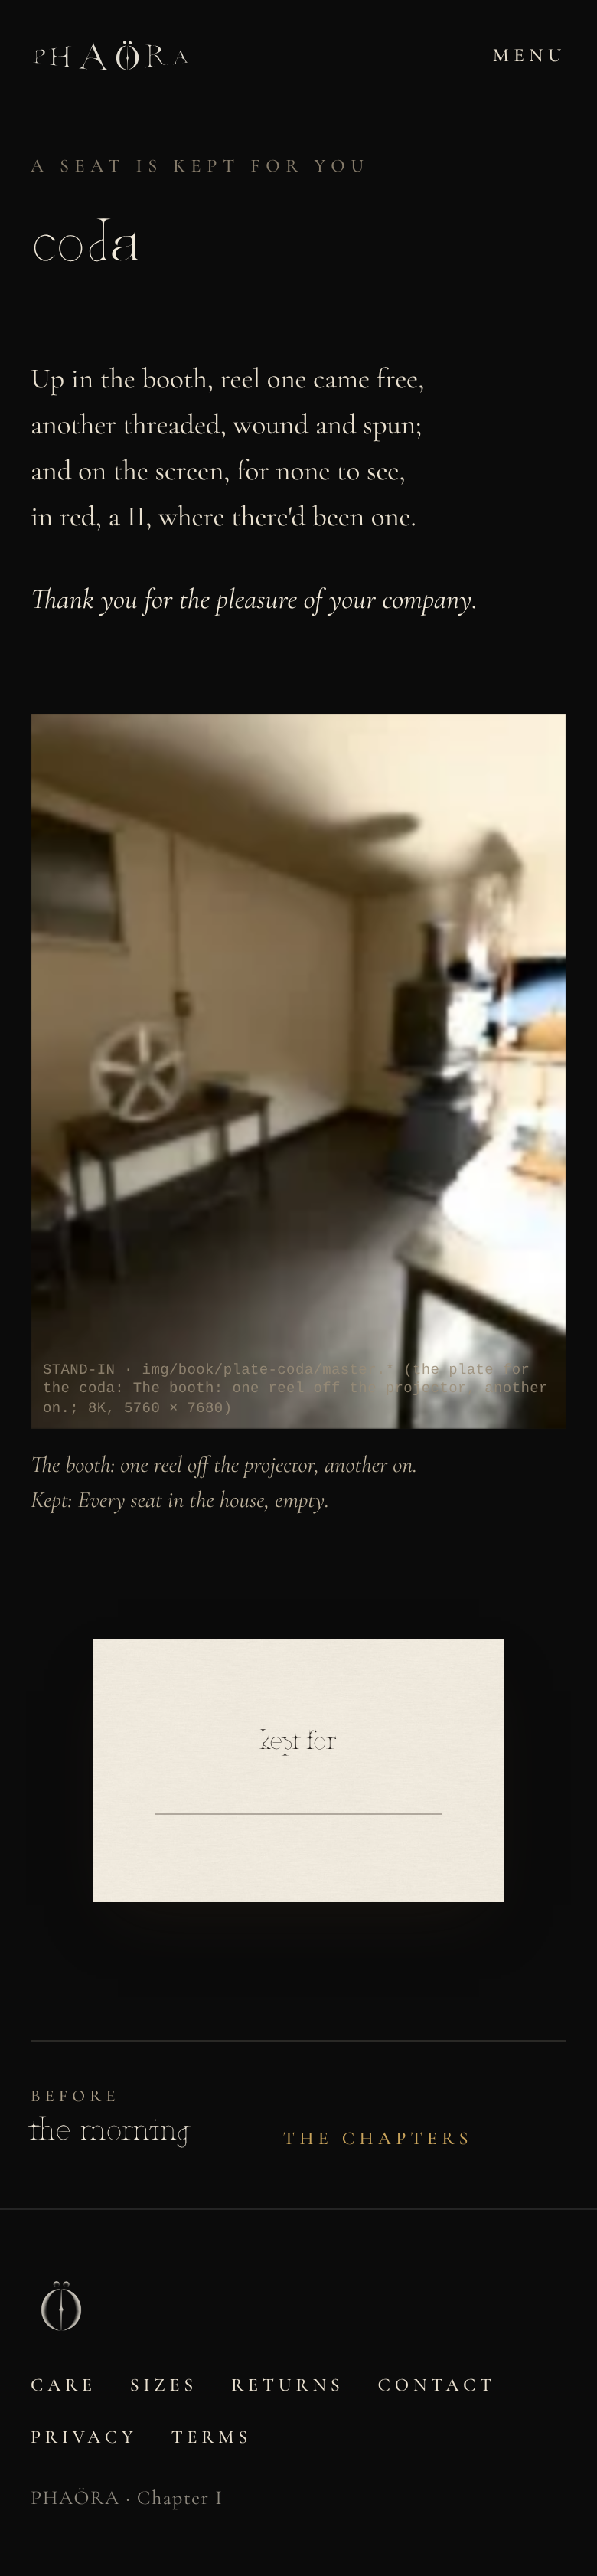 PHAÖRA
MENU
A SEAT IS KEPT FOR YOU
coda
Up in the booth, reel one came free,
another threaded, wound and spun;
and on the screen, for none to see,
in red, a II, where there'd been one.
Thank you for the pleasure of your company.
STAND-IN · img/book/plate-coda/master.* (the plate for
the coda: The booth: one reel off the projector, another
on.; 8K, 5760 × 7680)
The booth: one reel off the projector, another on.
Kept: Every seat in the house, empty.
kept for
BEFORE
the morning
THE CHAPTERS
Ö
CARE SIZES RETURNS CONTACT
PRIVACY TERMS
PHAÖRA · Chapter I